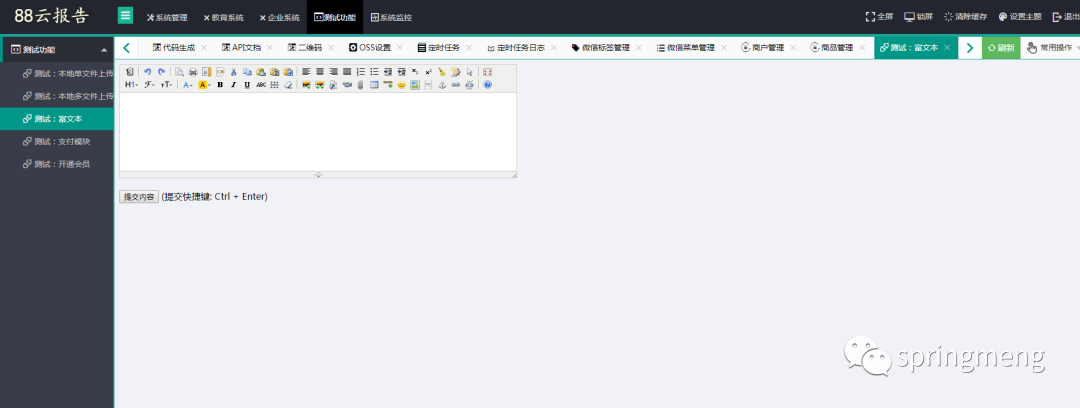 88云报告
系统管理
教育系统
企业系统
测试功能
系统监控
全屏
锁屏
清除缓存
设置主题
退出
测试功能
测试：本地单文件上传
测试：本地多文件上传
测试：富文本
测试：支付模块
测试：开通会员
代码生成
API文档
二维码
OSS设置
定时任务
定时任务日志
微信标签管理
微信菜单管理
商户管理
商品管理
测试：富文本
刷新
常用操作
提交内容 (提交快捷键: Ctrl + Enter)
springmeng